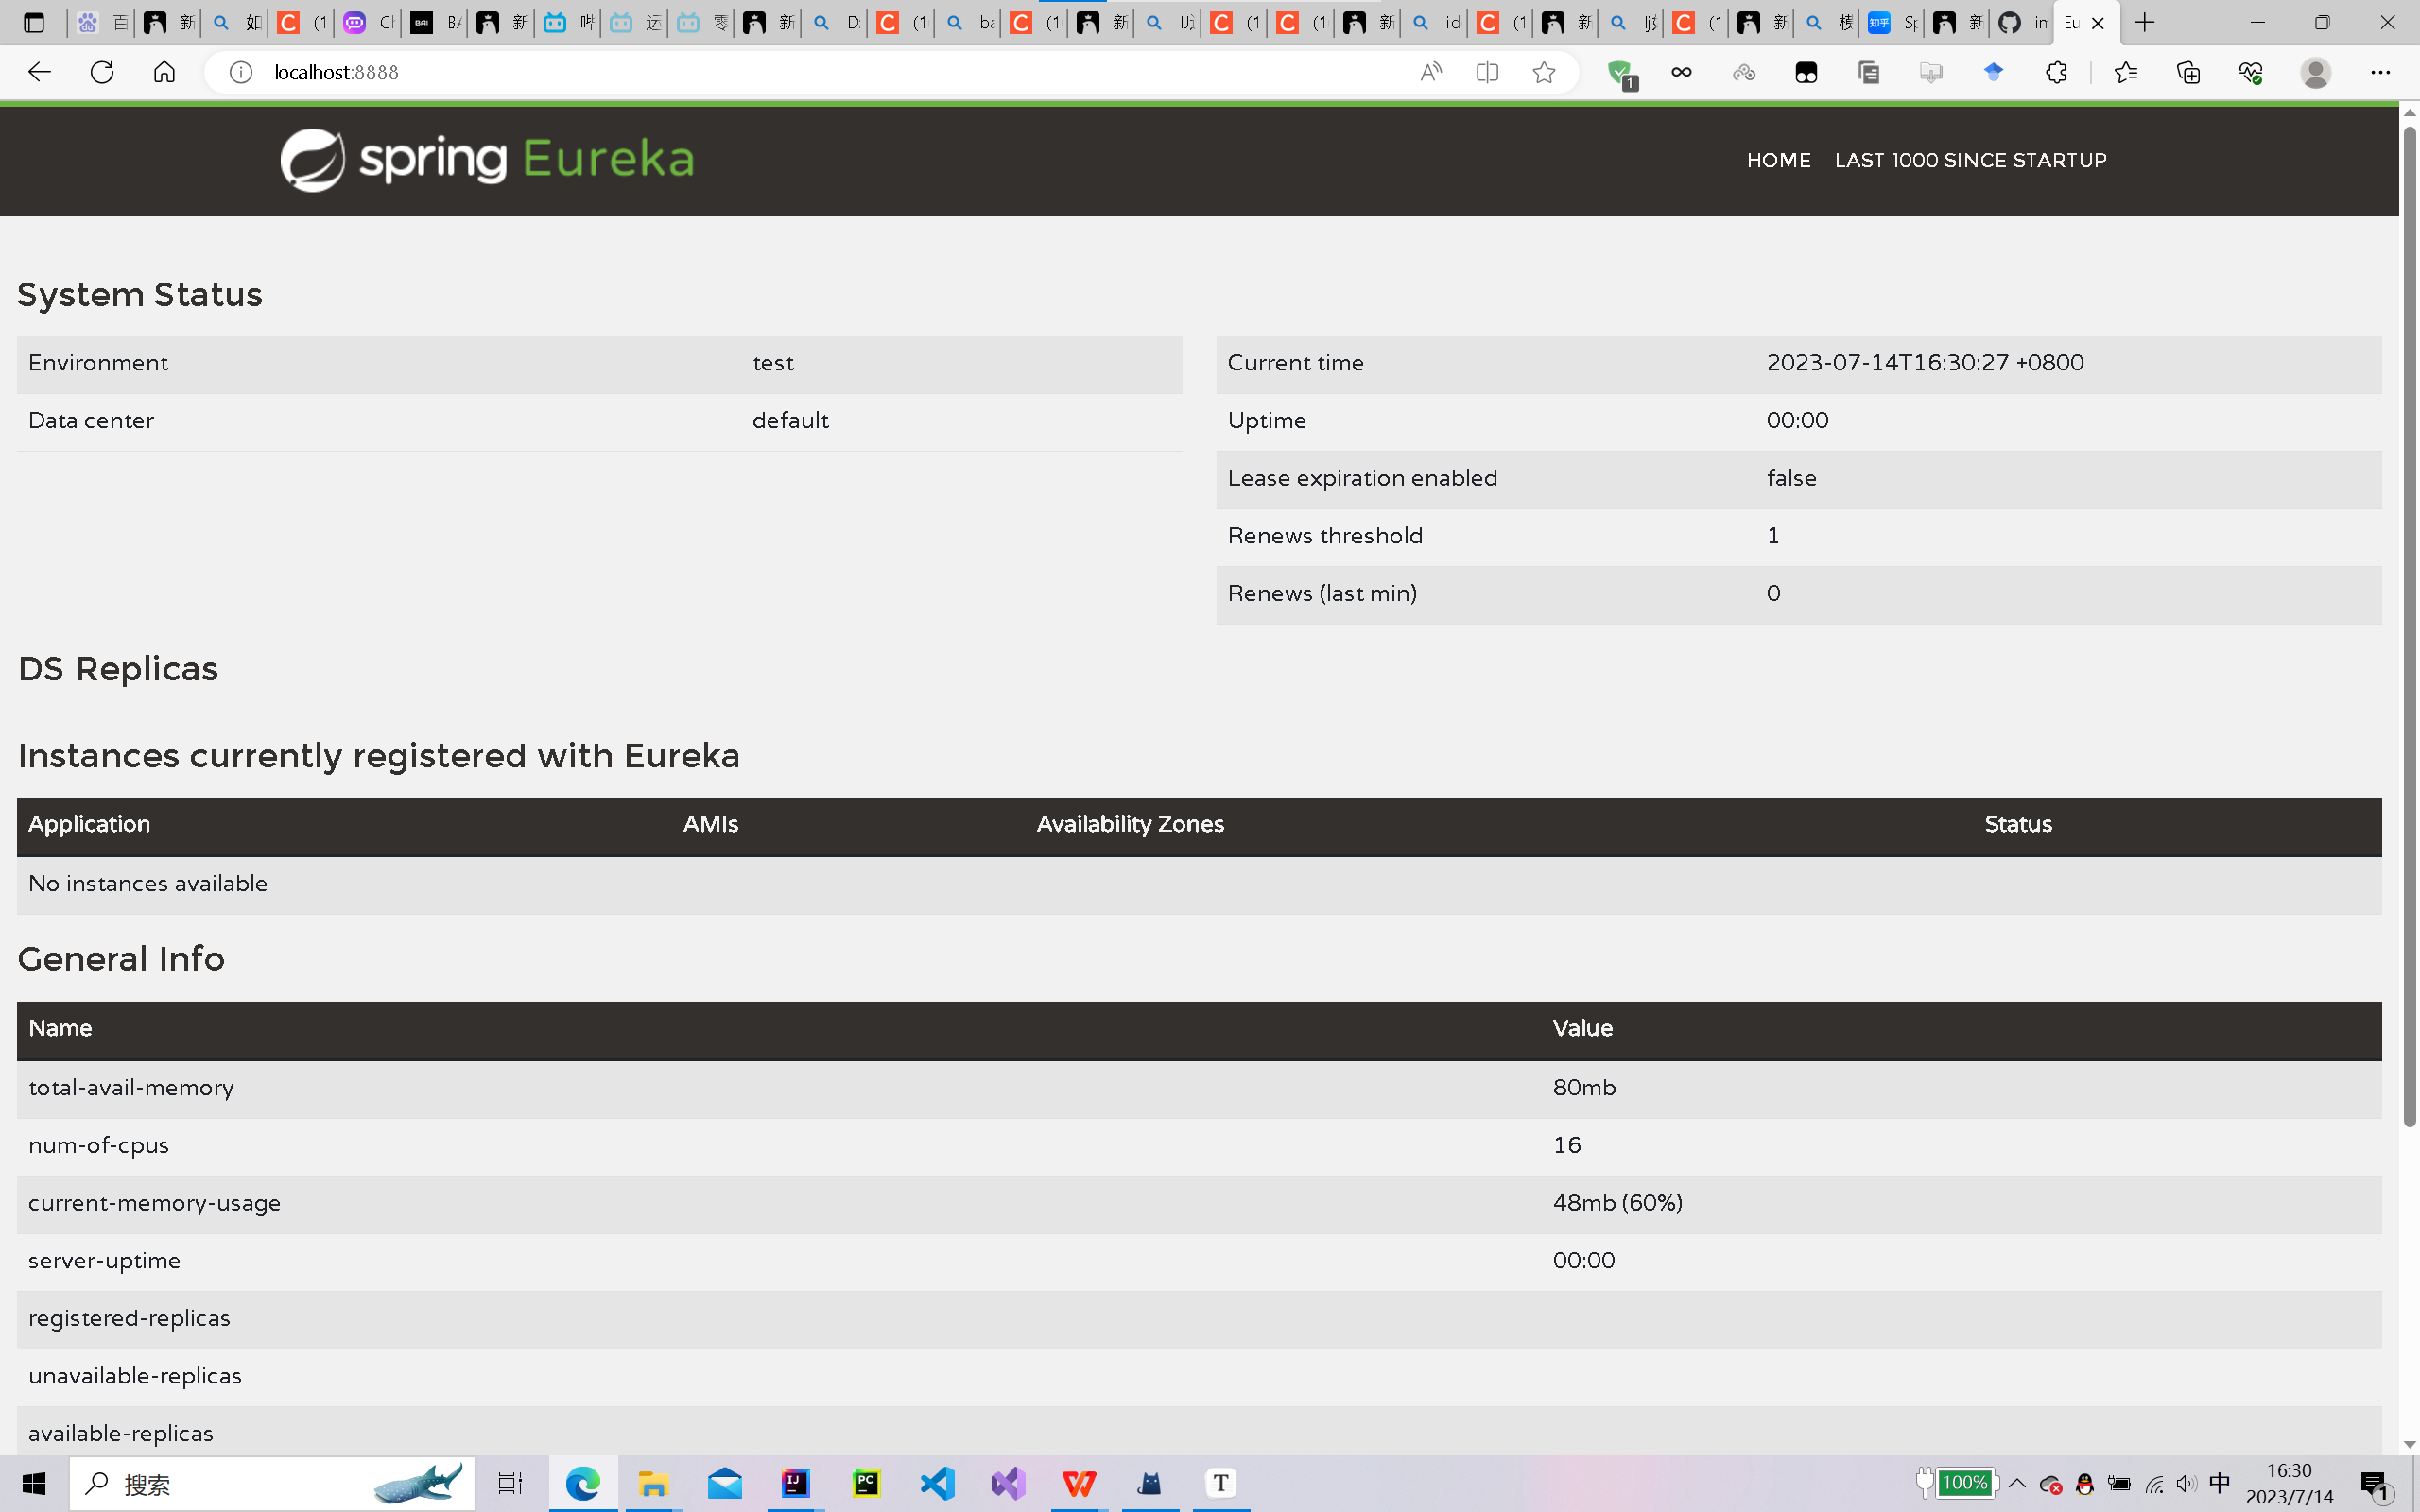 localhost:8888
1
spring Eureka
HOME LAST 1000 SINCE STARTUP
System Status
Environment test
Data center default
Current time 2023-07-14T16:30:27 +0800
Uptime 00:00
Lease expiration enabled false
Renews threshold 1
Renews (last min) 0
DS Replicas
Instances currently registered with Eureka
Application AMIs Availability Zones Status
No instances available
General Info
Name Value
total-avail-memory 80mb
num-of-cpus 16
current-memory-usage 48mb (60%)
server-uptime 00:00
registered-replicas
unavailable-replicas
available-replicas
搜索
100%
中
16:30
2023/7/14
1